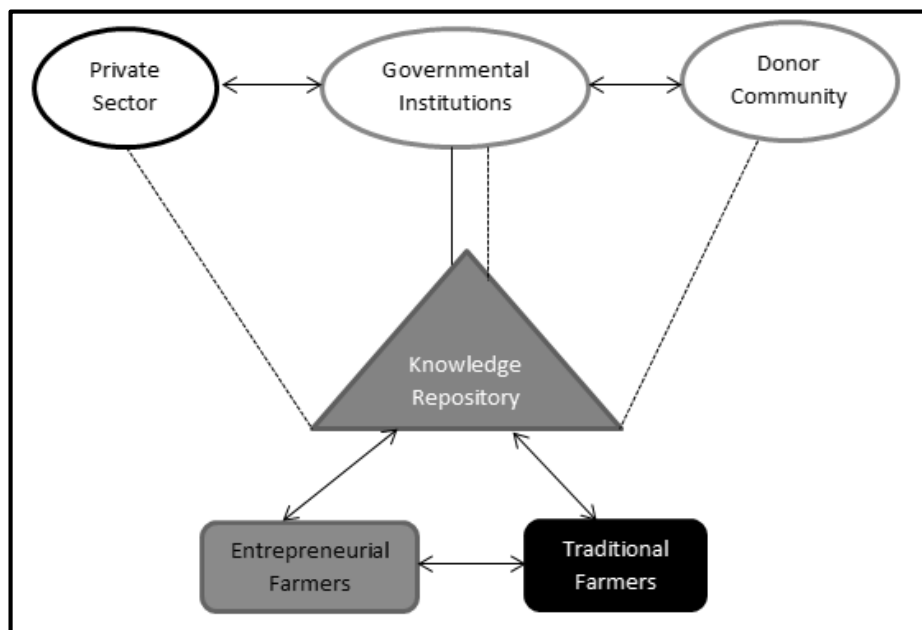 Private
Sector
Governmental
Institutions
Donor
Community
Knowledge
Repository
Entrepreneurial
Farmers
Traditional
Farmers